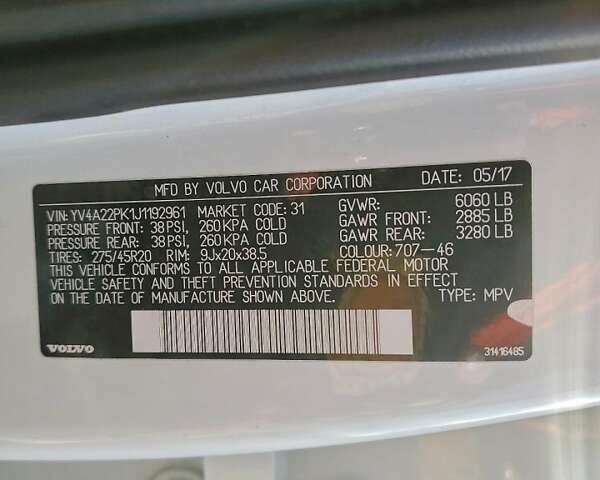 MFD BY VOLVO CAR CORPORATION DATE: 05/17
VIN: YV4A22PK1J1192961 MARKET CODE: 31 GVWR: 6060 LB
PRESSURE FRONT: 38 PSI, 260 KPA COLD GAWR FRONT: 2885 LB
PRESSURE REAR: 38 PSI, 260 KPA COLD GAWR REAR: 3280 LB
TIRES: 275/45R20 RIM: 9Jx20x38.5 COLOUR: 707-46
THIS VEHICLE CONFORMS TO ALL APPLICABLE FEDERAL MOTOR
VEHICLE SAFETY AND THEFT PREVENTION STANDARDS IN EFFECT
ON THE DATE OF MANUFACTURE SHOWN ABOVE. TYPE: MPV
VOLVO 31416485